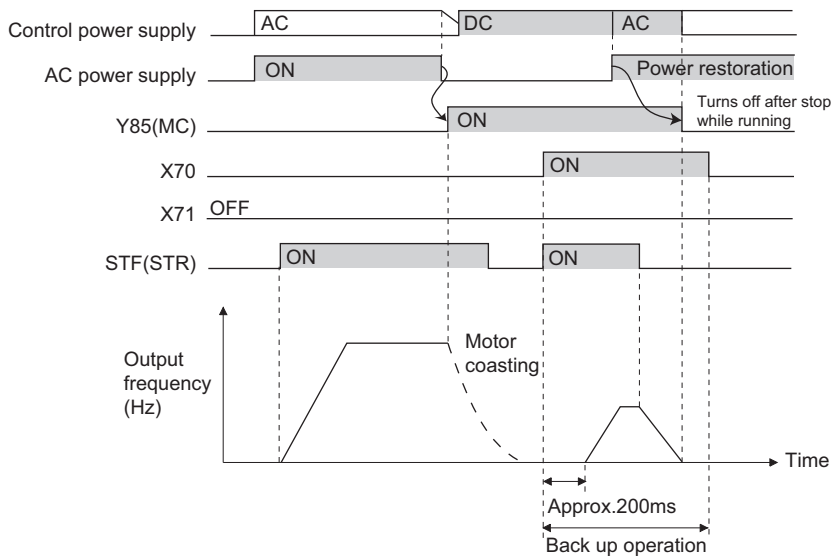 Control power supply
AC
DC
AC
AC power supply
ON
Power restoration
Y85(MC)
ON
Turns off after stop
while running
X70
ON
X71
OFF
STF(STR)
ON
ON
Output
frequency
(Hz)
Motor
coasting
Time
Approx.200ms
Back up operation